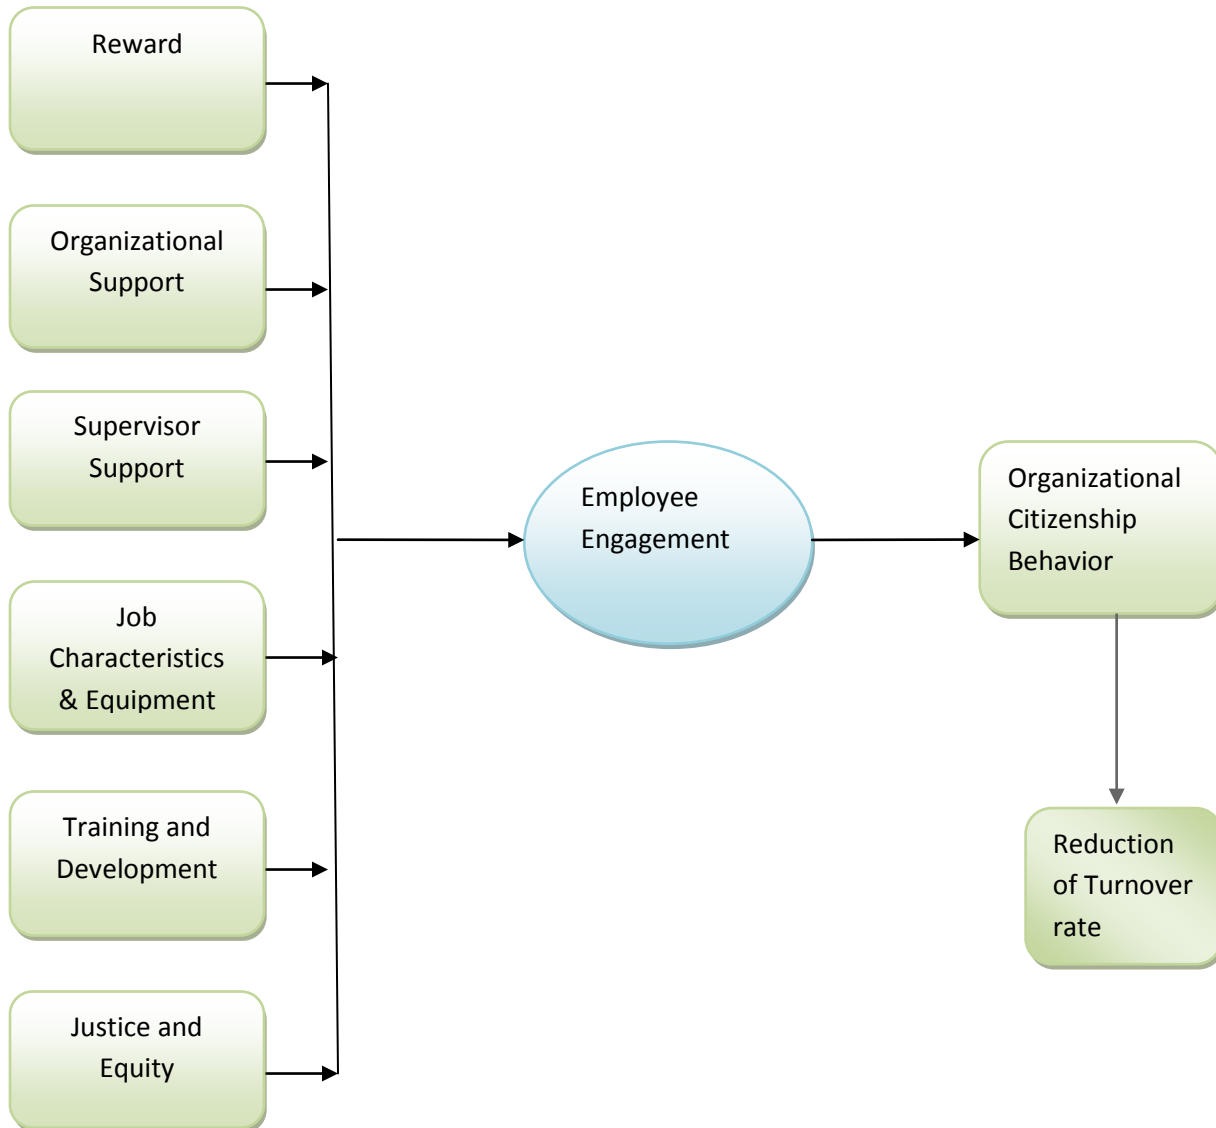 Reward
Organizational
Support
Supervisor
Support
Job
Characteristics
& Equipment
Training and
Development
Justice and
Equity
Employee
Engagement
Organizational
Citizenship
Behavior
Reduction
of Turnover
rate